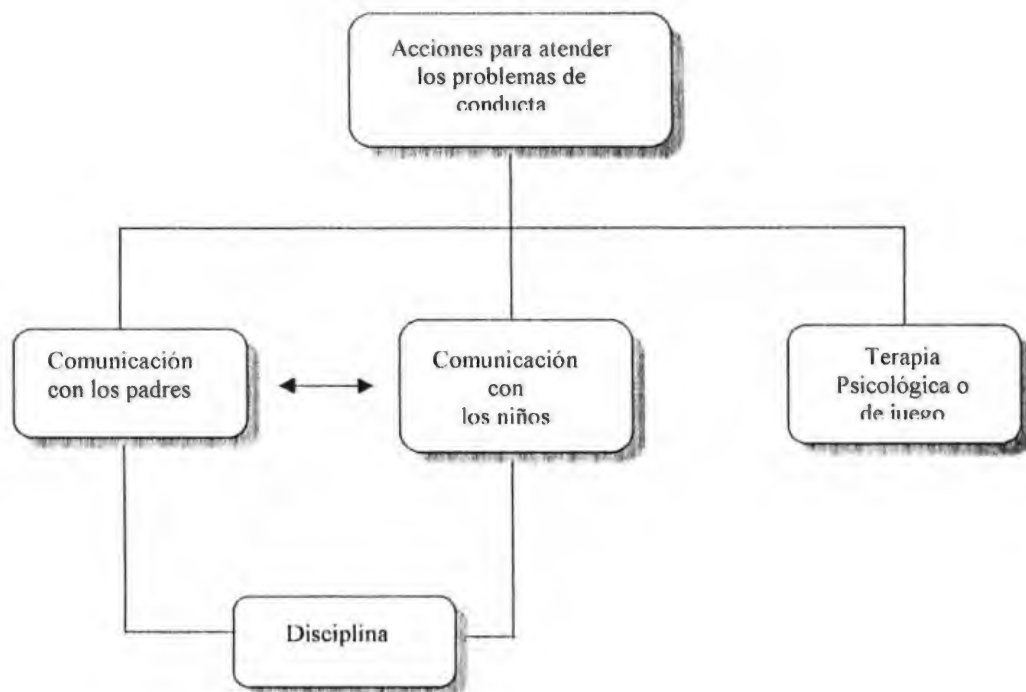 Acciones para atender
los problemas de
conducta
Comunicación
con los padres
Comunicación
con
los niños
Terapia
Psicológica o
de juego
Disciplina